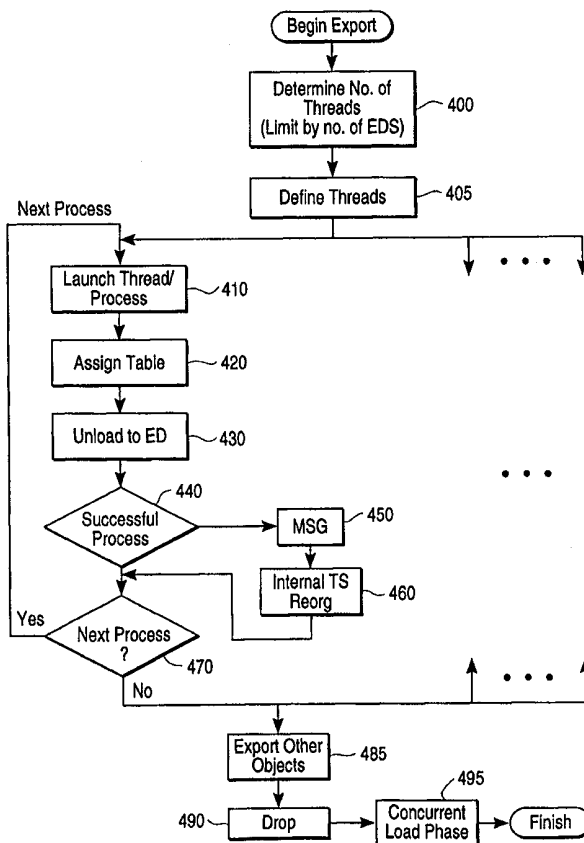 Begin Export
Determine No. of
Threads
(Limit by no. of EDS)
400
Define Threads
405
Next Process
Launch Thread/
Process
410
Assign Table
420
Unload to ED
430
440
Successful
Process
MSG
450
Internal TS
Reorg
460
Yes
Next Process
?
470
No
Export Other
Objects
485
490
Drop
495
Concurrent
Load Phase
Finish